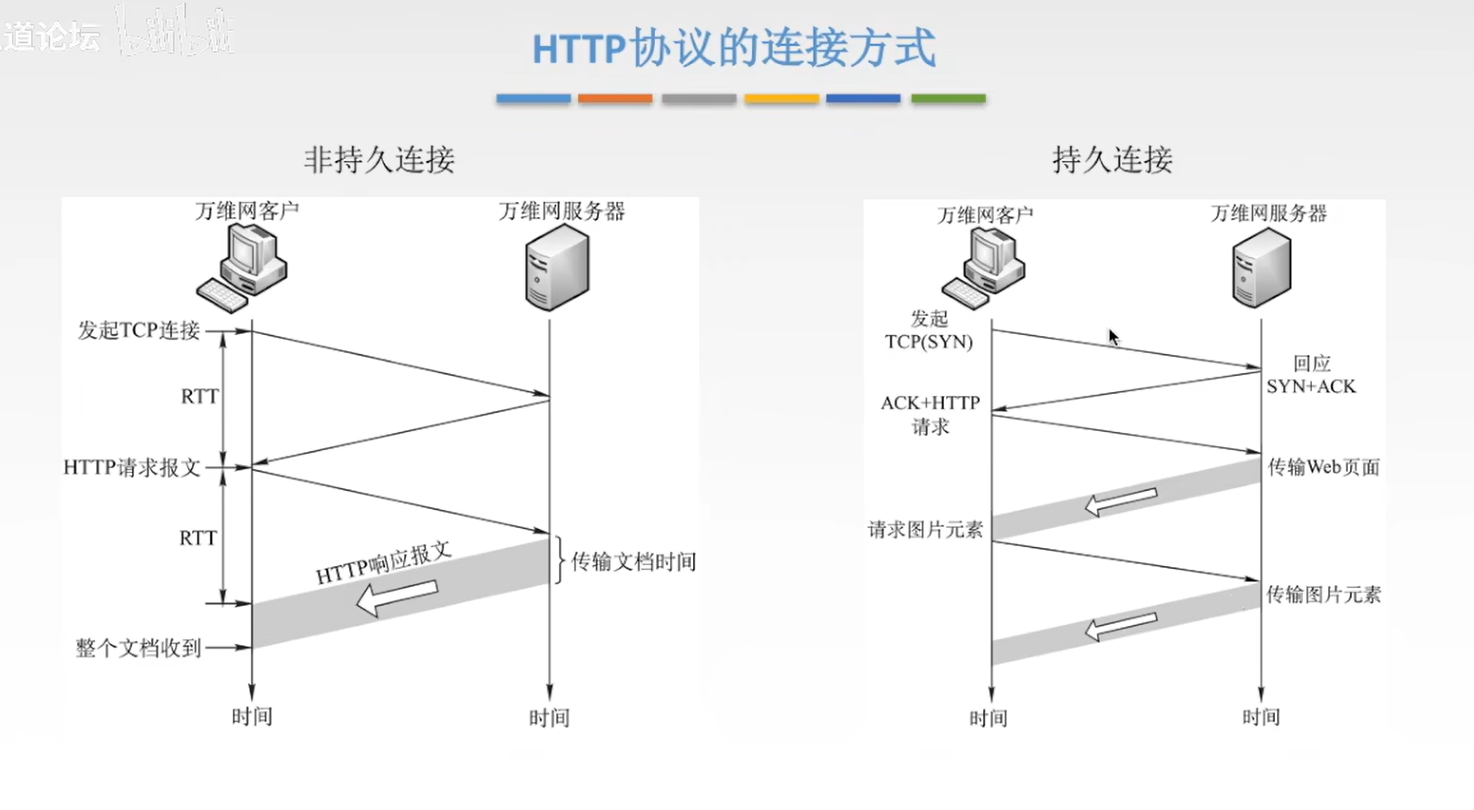 道论坛
bilibili
HTTP协议的连接方式
非持久连接
万维网客户
万维网服务器
发起TCP连接
RTT
HTTP请求报文
RTT
HTTP响应报文
传输文档时间
整个文档收到
时间
时间
持久连接
万维网客户
万维网服务器
发起
TCP(SYN)
回应
SYN+ACK
ACK+HTTP
请求
传输Web页面
请求图片元素
传输图片元素
时间
时间